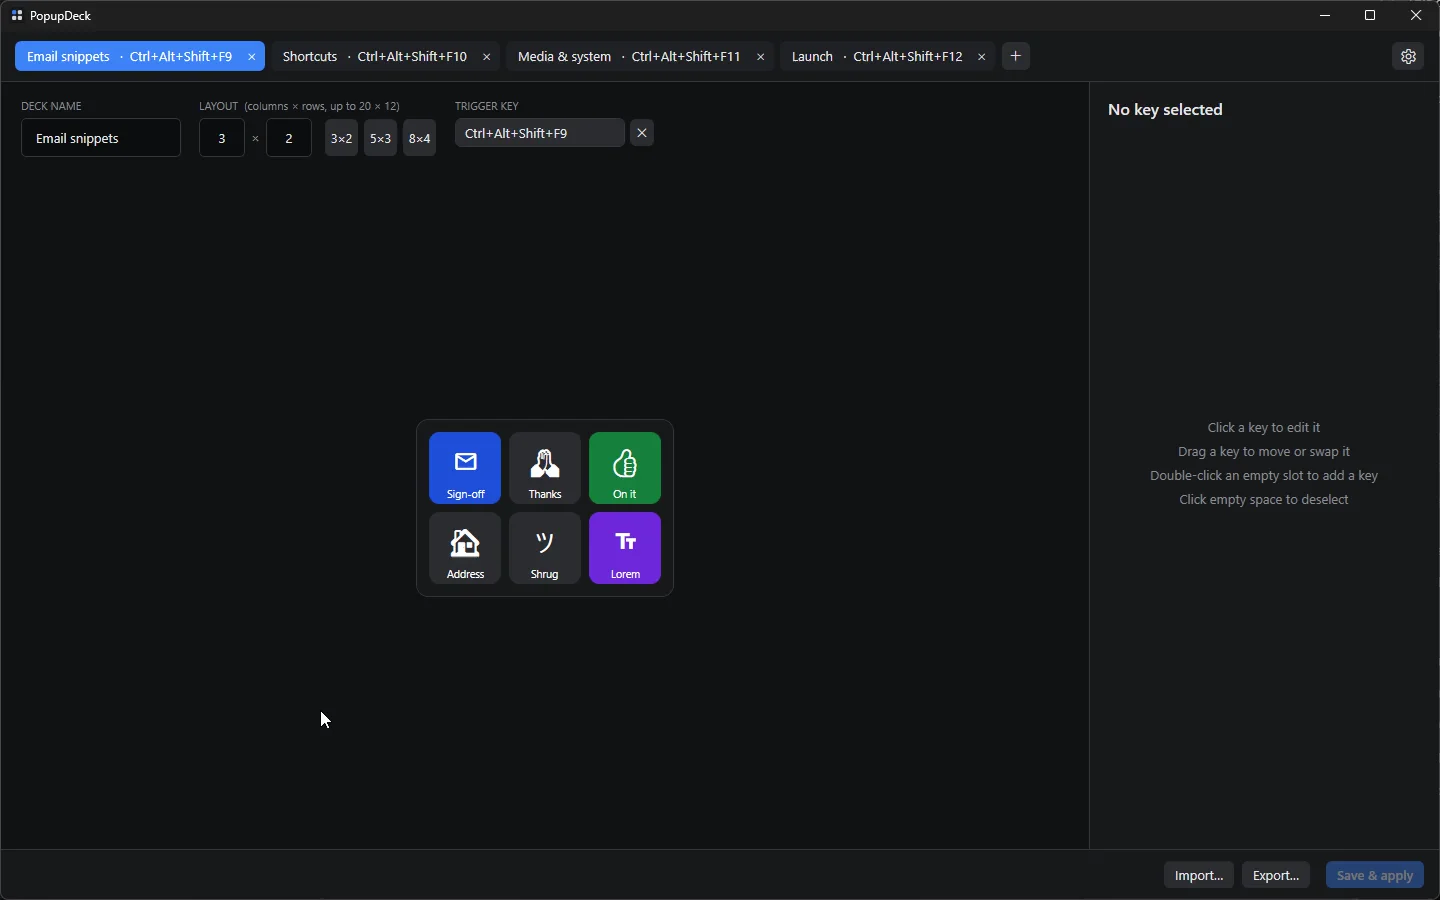 PopupDeck
Email snippets · Ctrl+Alt+Shift+F9 ×
Shortcuts · Ctrl+Alt+Shift+F10 ×
Media & system · Ctrl+Alt+Shift+F11 ×
Launch · Ctrl+Alt+Shift+F12 ×
+
DECK NAME
LAYOUT (columns × rows, up to 20 × 12)
TRIGGER KEY
Email snippets
3 × 2
3×2
5×3
8×4
Ctrl+Alt+Shift+F9
Sign-off
Thanks
On it
ツ
Tт
Address
Shrug
Lorem
No key selected
Click a key to edit it
Drag a key to move or swap it
Double-click an empty slot to add a key
Click empty space to deselect
Import...
Export...
Save & apply